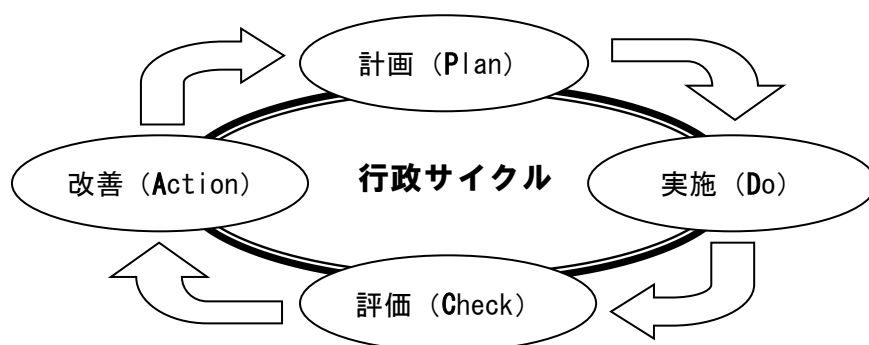 計画（Plan）
改善（Action）
行政サイクル
実施（Do）
評価（Check）